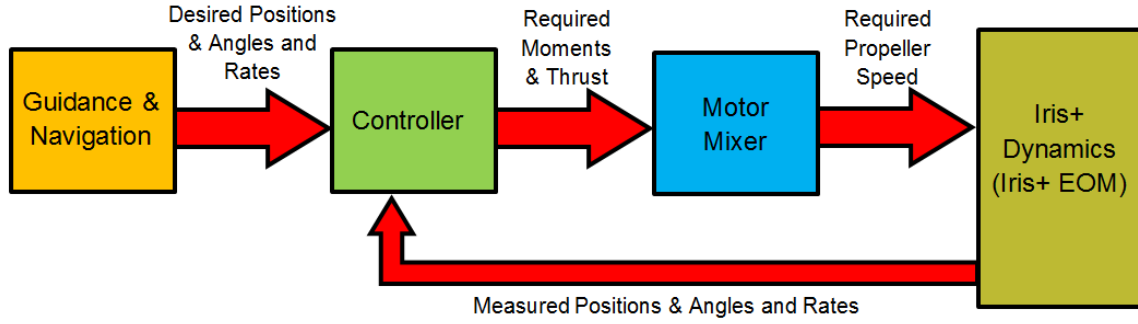 Desired Positions
& Angles and
Rates
Required
Moments
& Thrust
Required
Propeller
Speed
Guidance &
Navigation
Controller
Motor
Mixer
Iris+
Dynamics
(Iris+ EOM)
Measured Positions & Angles and Rates